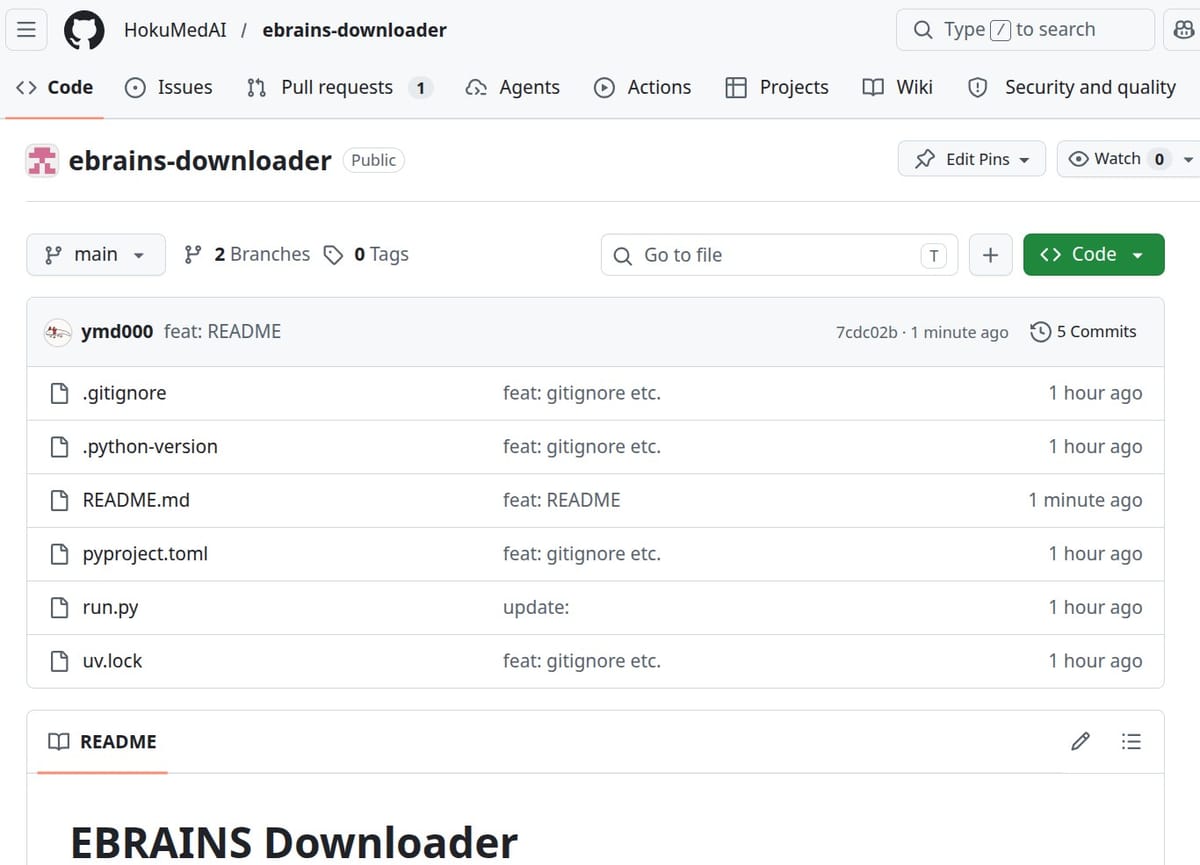 HokuMedAI / ebrains-downloader Type / to search
Code Issues Pull requests 1 Agents Actions Projects Wiki Security and quality
ebrains-downloader Public Edit Pins Watch 0
main 2 Branches 0 Tags Go to file T + Code
ymd000 feat: README 7cdc02b · 1 minute ago 5 Commits
.gitignore feat: gitignore etc. 1 hour ago
.python-version feat: gitignore etc. 1 hour ago
README.md feat: README 1 minute ago
pyproject.toml feat: gitignore etc. 1 hour ago
run.py update: 1 hour ago
uv.lock feat: gitignore etc. 1 hour ago
README
EBRAINS Downloader